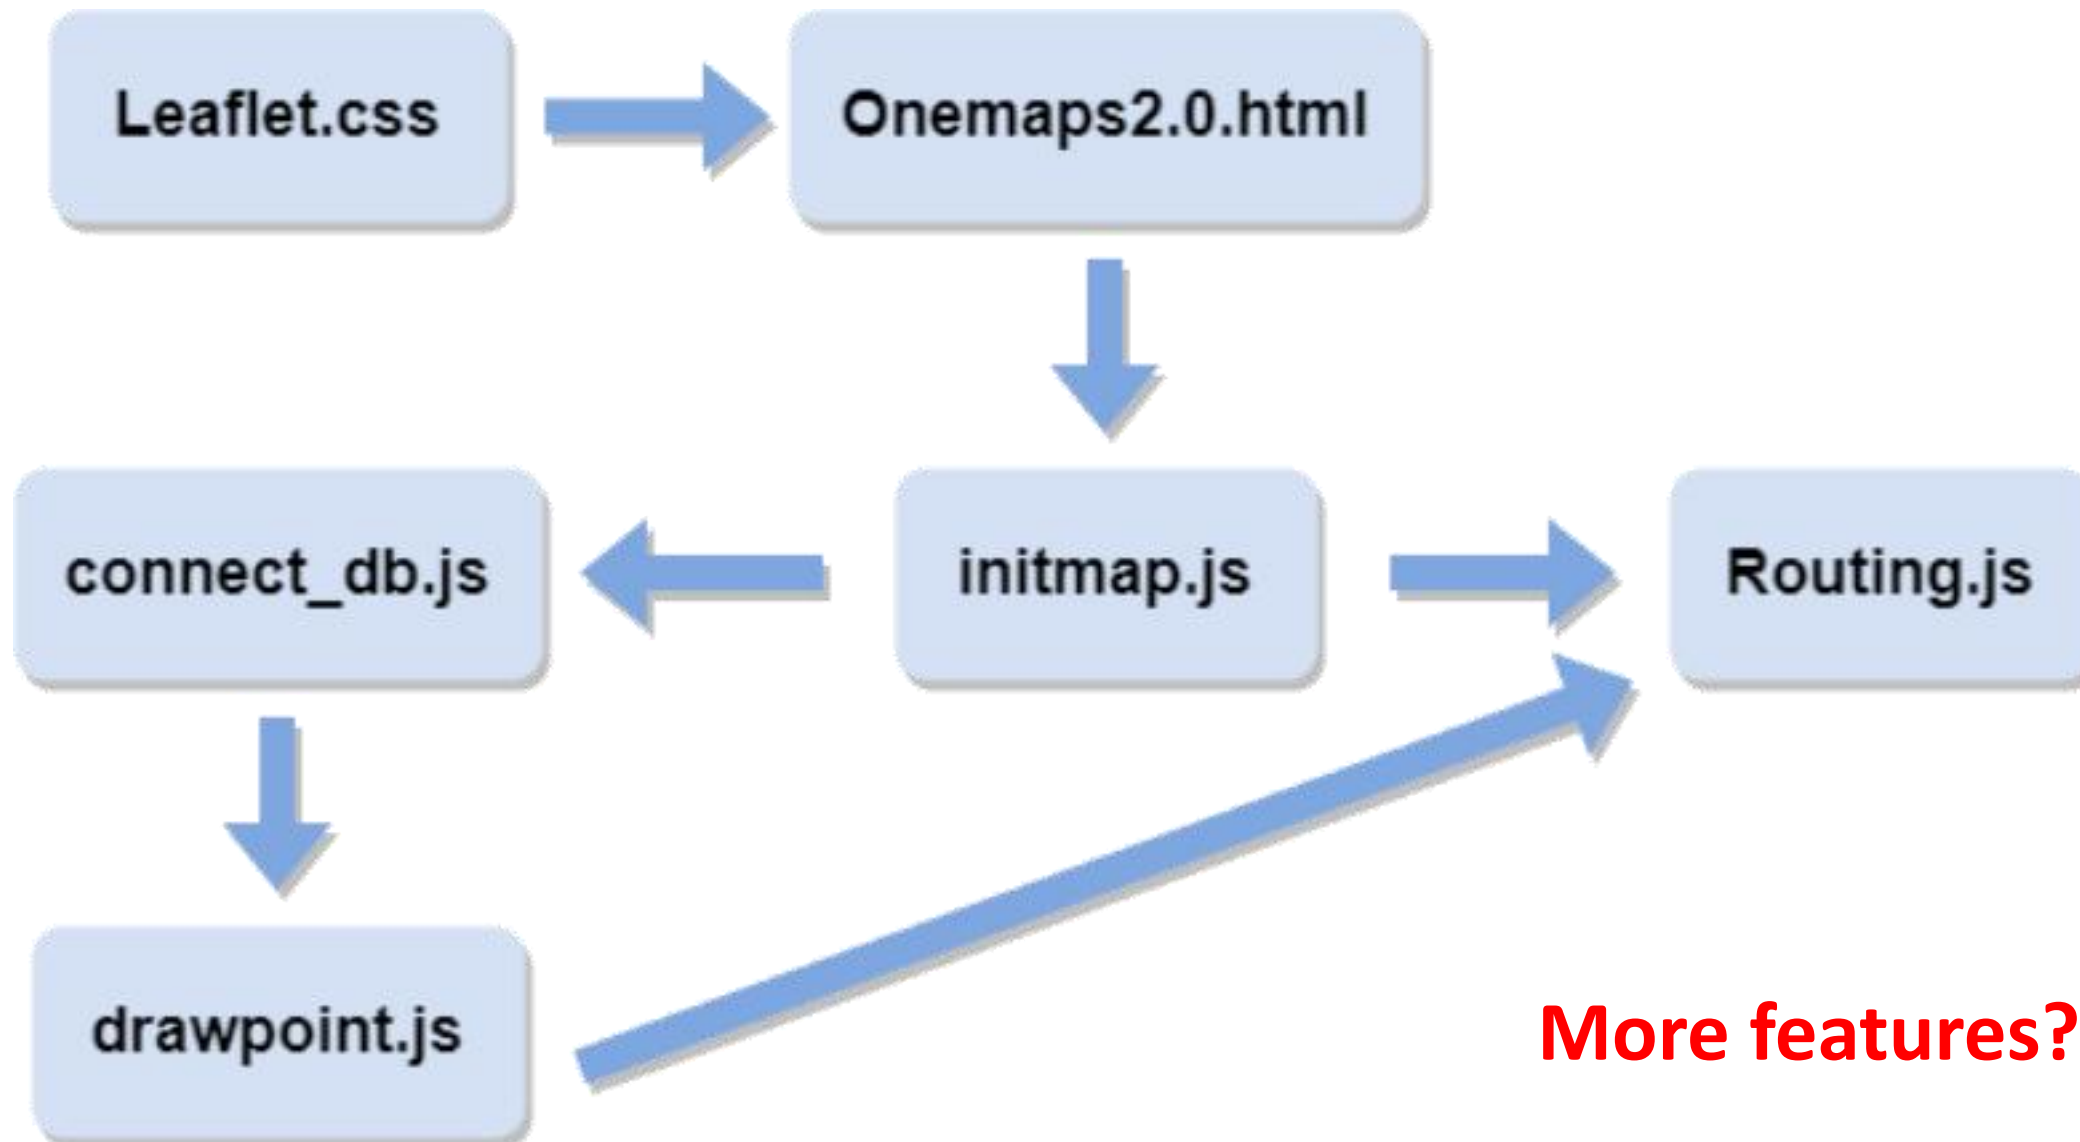 Leaflet.css
Onemaps2.0.html
connect_db.js
initmap.js
Routing.js
drawpoint.js
More features?